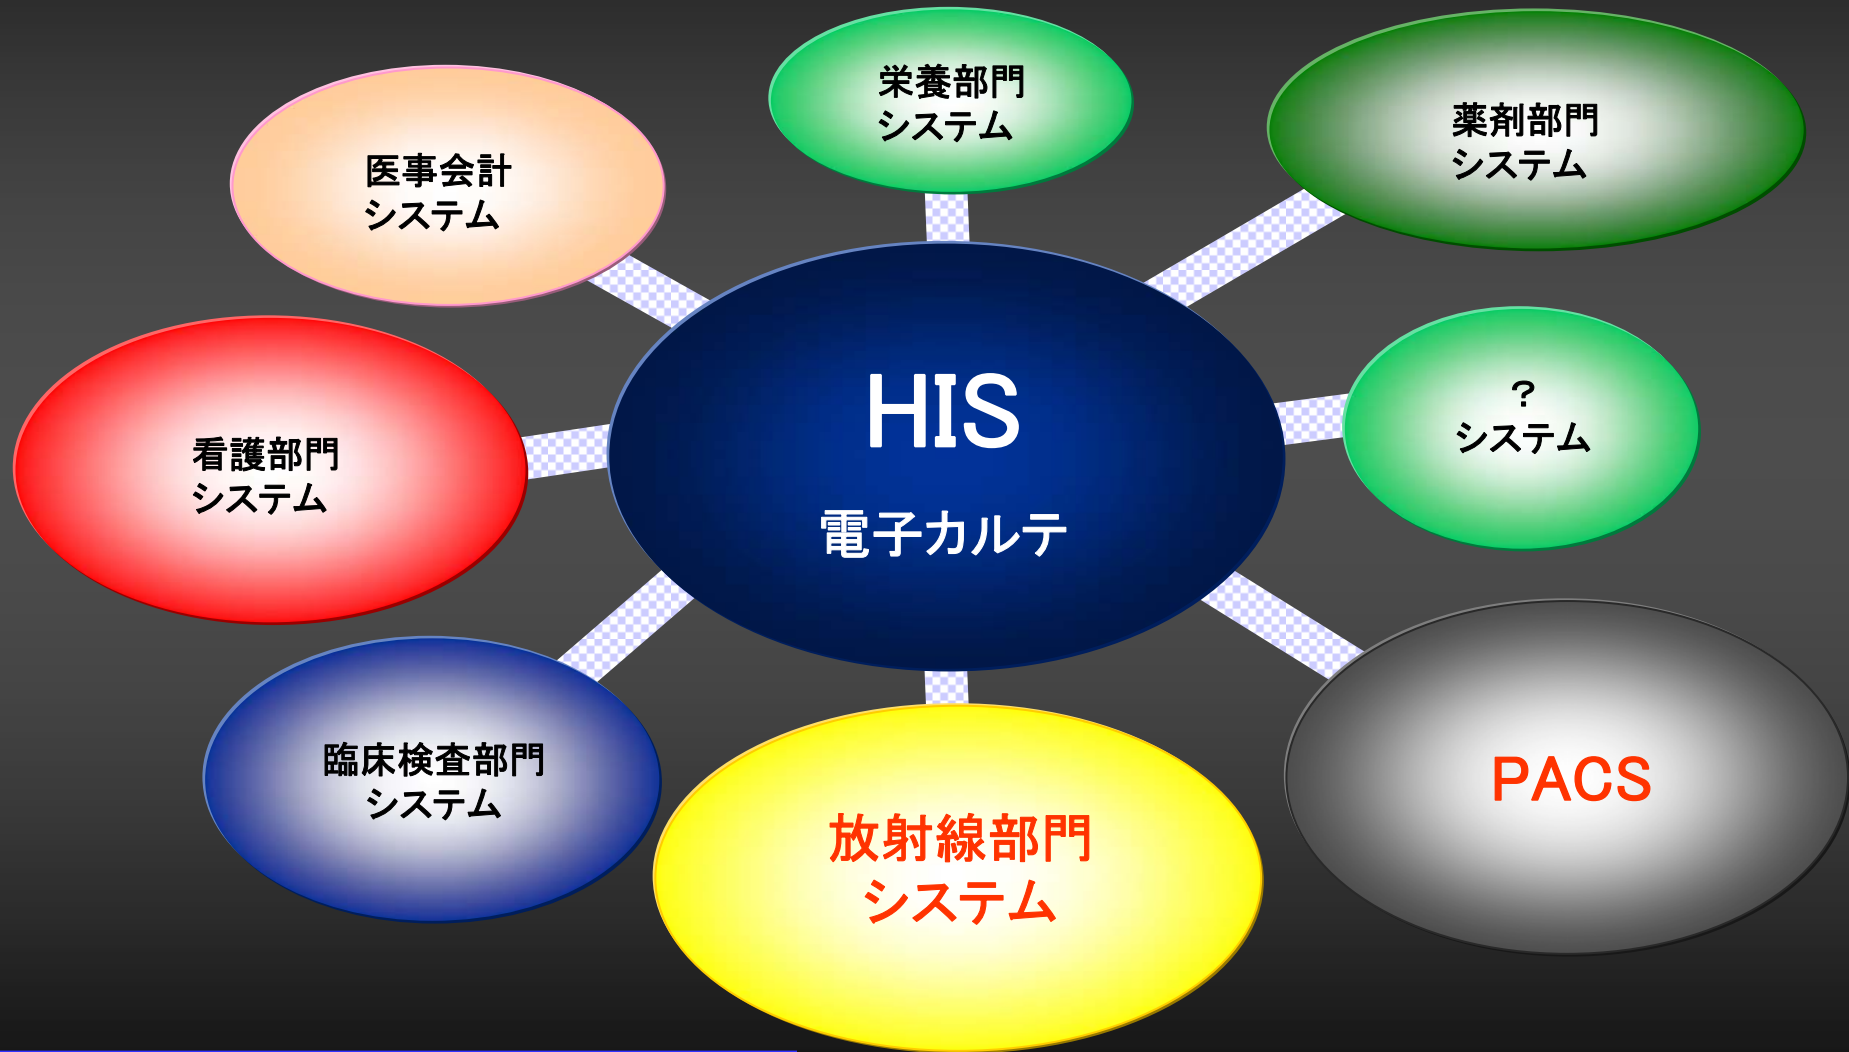 栄養部門
システム
薬剤部門
システム
医事会計
システム
HIS
電子カルテ
？
システム
看護部門
システム
臨床検査部門
システム
放射線部門
システム
PACS